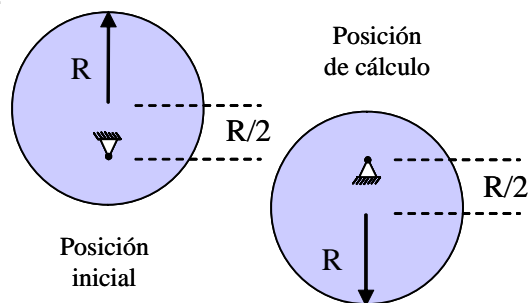 R
R/2
Posición
inicial
Posición
de cálculo
R/2
R